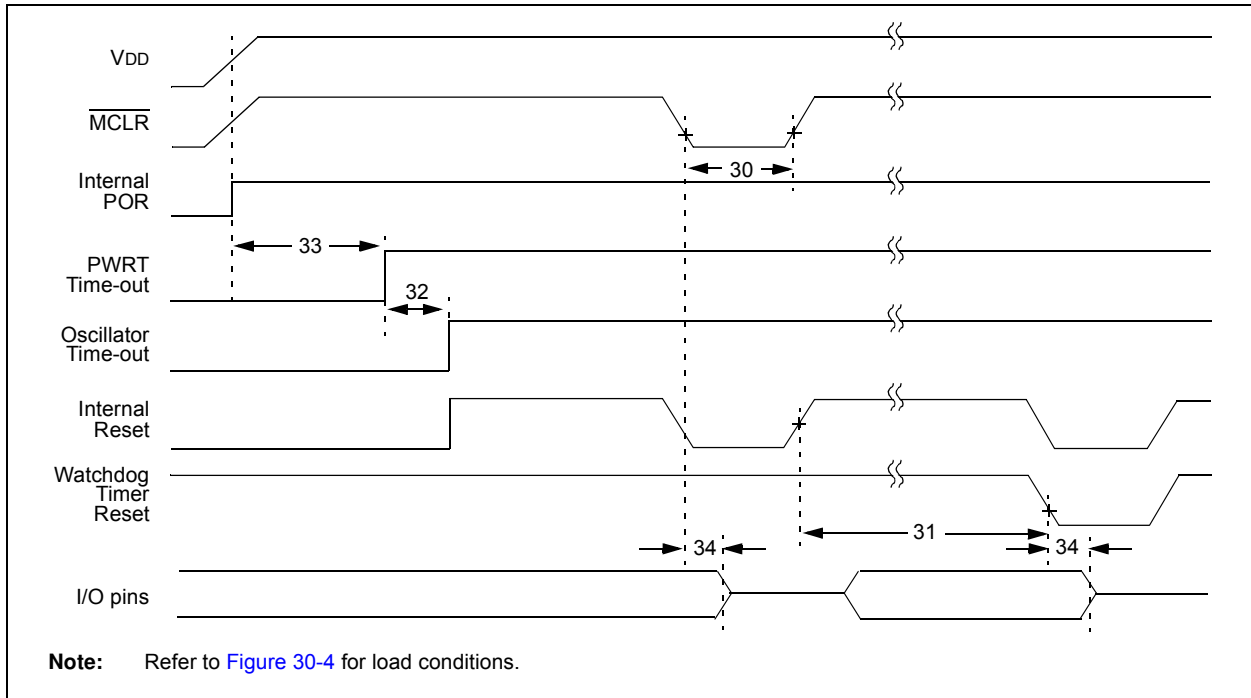 VDD
MCLR
30
Internal
POR
33
PWRT
Time-out
32
Oscillator
Time-out
Internal
Reset
Watchdog
Timer
Reset
31
34
34
I/O pins
Note: Refer to Figure 30-4 for load conditions.